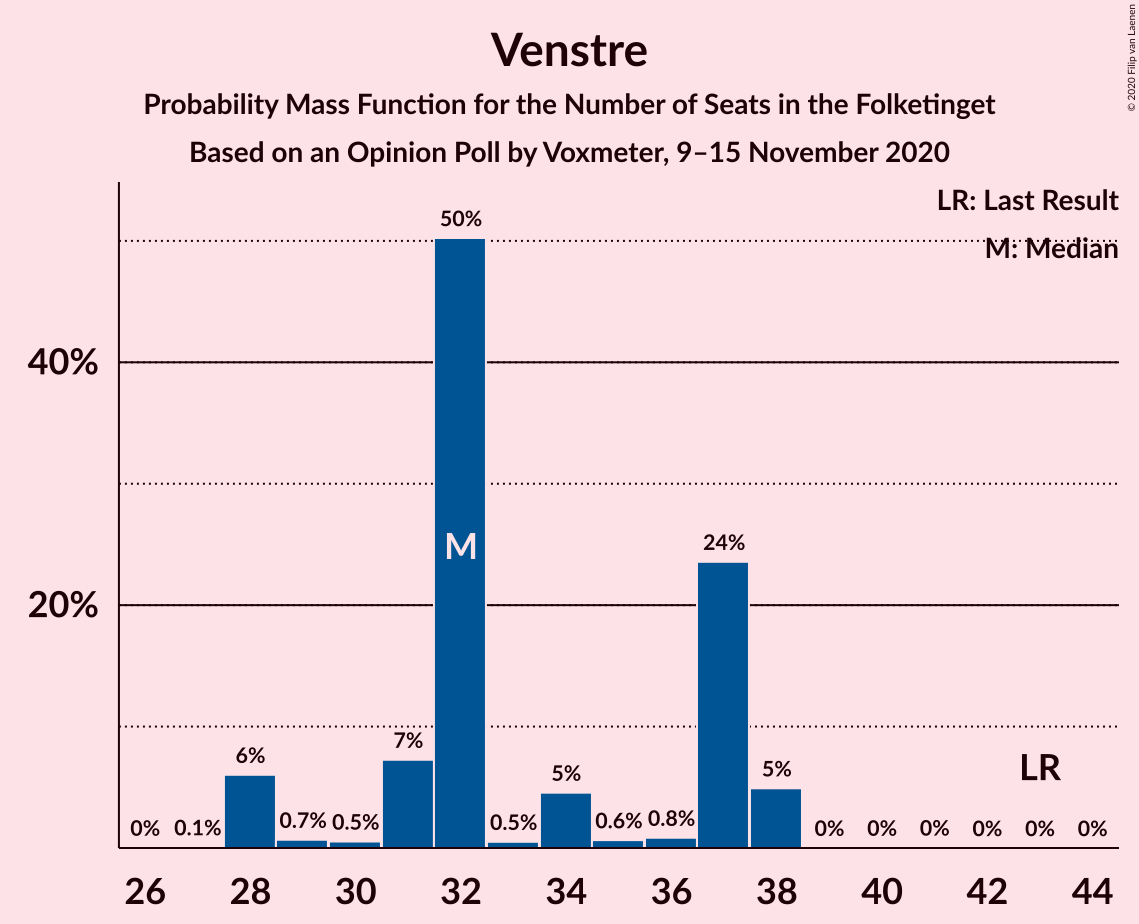 Venstre
Probability Mass Function for the Number of Seats in the Folketinget
Based on an Opinion Poll by Voxmeter, 9–15 November 2020
© 2020 Filip van Laenen
LR: Last Result
M: Median
40%
20%
0%
0.1%
6%
0.7%
0.5%
7%
50%
M
0.5%
5%
0.6%
0.8%
24%
5%
0%
0%
0%
0%
0%
0%
LR
26 28 30 32 34 36 38 40 42 44